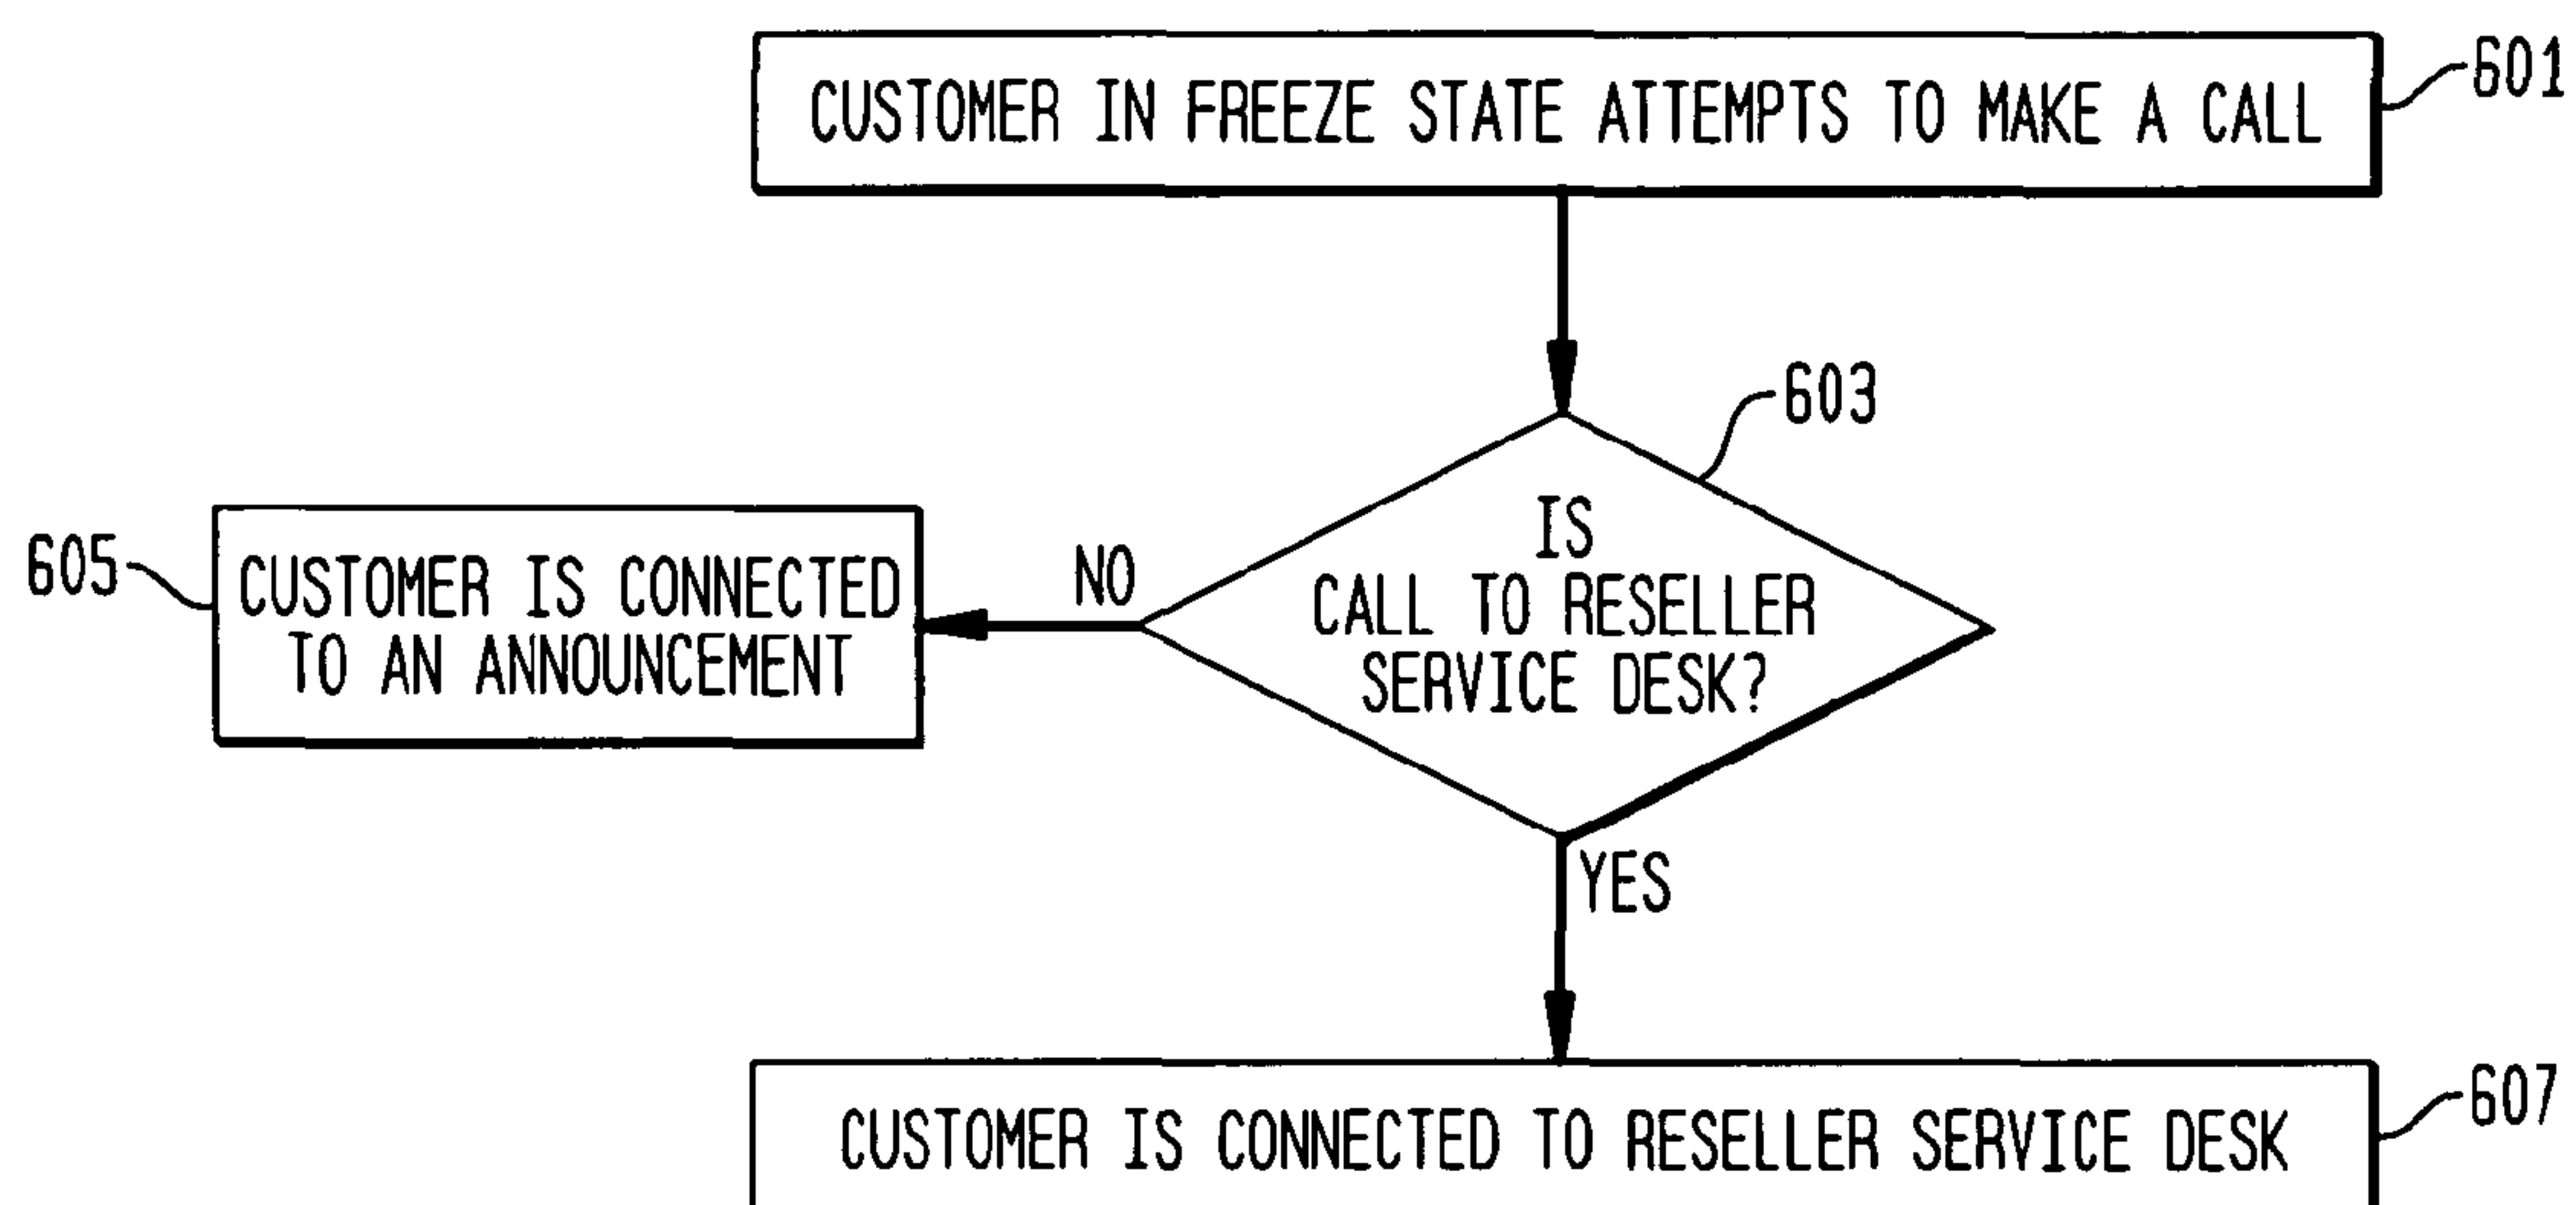 CUSTOMER IN FREEZE STATE ATTEMPTS TO MAKE A CALL
601
603
IS
CALL TO RESELLER
SERVICE DESK?
NO
605
CUSTOMER IS CONNECTED
TO AN ANNOUNCEMENT
YES
CUSTOMER IS CONNECTED TO RESELLER SERVICE DESK
607